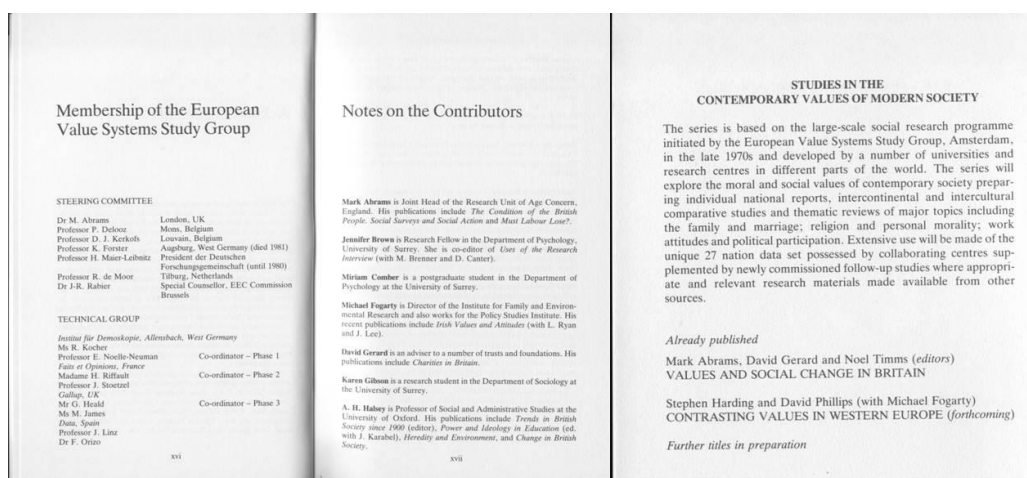 Membership of the European
Value Systems Study Group
STEERING COMMITTEE
Dr M. Abrams London, UK
Professor P. Delooz Mons, Belgium
Professor D. J. Kerkofs Louvain, Belgium
Professor K. Forster Augsburg, West Germany (died 1981)
Professor H. Maier-Leibnitz President der Deutschen
Forschungsgemeinschaft (until 1980)
Professor R. de Moor Tilburg, Netherlands
Dr J-R. Rabier Special Counsellor, EEC Commission
Brussels
TECHNICAL GROUP
Institut für Demoskopie, Allensbach, West Germany
Ms R. Kocher
Professor E. Noelle-Neuman Co-ordinator – Phase 1
Faits et Opinions, France
Madame H. Riffault Co-ordinator – Phase 2
Professor J. Stoetzel
Gallup, UK
Mr G. Heald Co-ordinator – Phase 3
Ms M. James
Data, Spain
Professor J. Linz
Dr F. Orizo
xvi
Notes on the Contributors
Mark Abrams is Joint Head of the Research Unit of Age Concern,
England. His publications include The Condition of the British
People, Social Surveys and Social Action and Must Labour Lose?.
Jennifer Brown is Research Fellow in the Department of Psychology,
University of Surrey. She is co-editor of Uses of the Research
Interview (with M. Brenner and D. Canter).
Miriam Comber is a postgraduate student in the Department of
Psychology at the University of Surrey.
Michael Fogarty is Director of the Institute for Family and Environ-
mental Research and also works for the Policy Studies Institute. His
recent publications include Irish Values and Attitudes (with L. Ryan
and J. Lee).
David Gerard is an adviser to a number of trusts and foundations. His
publications include Charities in Britain.
Karen Gibson is a research student in the Department of Sociology at
the University of Surrey.
A. H. Halsey is Professor of Social and Administrative Studies at the
University of Oxford. His publications include Trends in British
Society since 1900 (editor), Power and Ideology in Education (ed.
with J. Karabel), Heredity and Environment, and Change in British
Society.
xvii
STUDIES IN THE
CONTEMPORARY VALUES OF MODERN SOCIETY
The series is based on the large-scale social research programme
initiated by the European Value Systems Study Group, Amsterdam,
in the late 1970s and developed by a number of universities and
research centres in different parts of the world. The series will
explore the moral and social values of contemporary society prepar-
ing individual national reports, intercontinental and intercultural
comparative studies and thematic reviews of major topics including
the family and marriage; religion and personal morality; work
attitudes and political participation. Extensive use will be made of the
unique 27 nation data set possessed by collaborating centres sup-
plemented by newly commissioned follow-up studies where appropri-
ate and relevant research materials made available from other
sources.
Already published
Mark Abrams, David Gerard and Noel Timms (editors)
VALUES AND SOCIAL CHANGE IN BRITAIN
Stephen Harding and David Phillips (with Michael Fogarty)
CONTRASTING VALUES IN WESTERN EUROPE (forthcoming)
Further titles in preparation